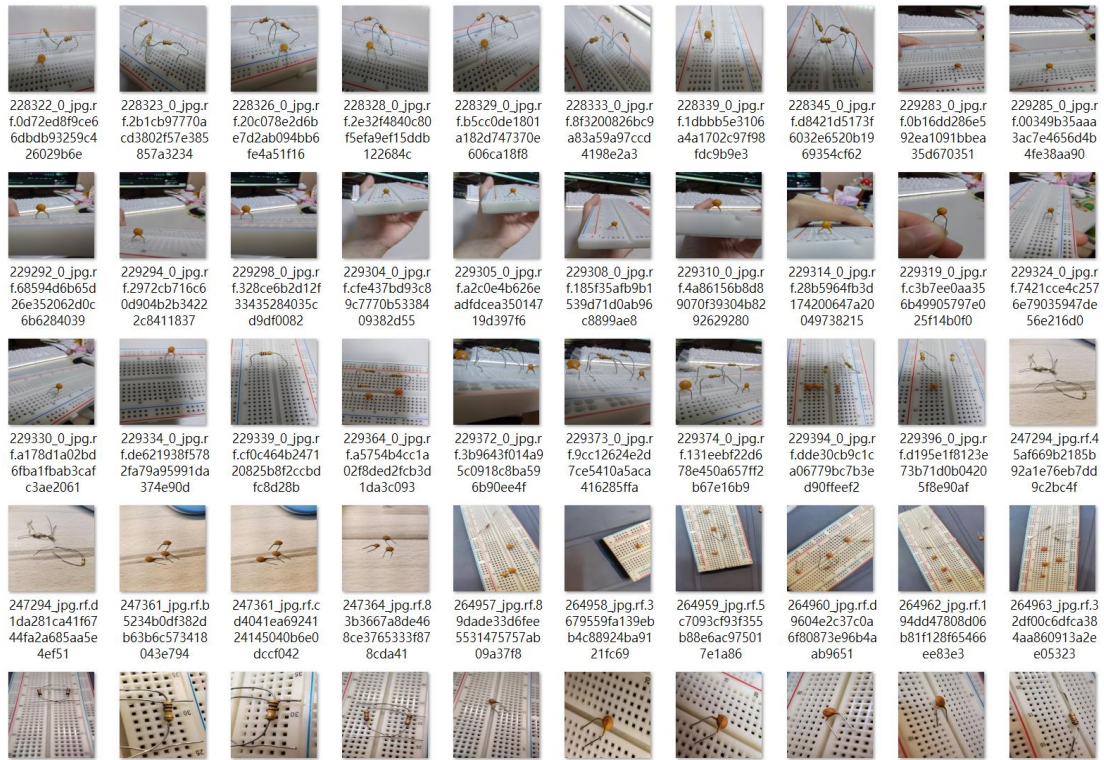 228322_0_jpg.r
f.0d72ed8f9ce6
6dbdb93259c4
26029b6e
228323_0_jpg.r
f.2b1cb97770a
cd3802f57e385
857a3234
228326_0_jpg.r
f.20c078e2d6b
e7d2ab094bb6
fe4a51f16
228328_0_jpg.r
f.2e32f4840c80
f5efa9ef15ddb
122684c
228329_0_jpg.r
f.b5cc0de1801
a182d747370e
606ca18f8
228333_0_jpg.r
f.8f3200826bc9
a83a59a97ccd
4198e2a3
228339_0_jpg.r
f.1dbbb5e3106
a4a1702c97f98
fdc9b9e3
228345_0_jpg.r
f.d8421d5173f
6032e6520b19
69354cf62
229283_0_jpg.r
f.0b16dd286e5
92ea1091bbea
35d670351
229285_0_jpg.r
f.00349b35aaa
3ac7e4656d4b
4fe38aa90
229292_0_jpg.r
f.68594d6b65d
26e352062d0c
6b6284039
229294_0_jpg.r
f.2972cb716c6
0d904b2b3422
2c8411837
229298_0_jpg.r
f.328ce6b2d12f
33435284035c
d9df0082
229304_0_jpg.r
f.cfe437bd93c8
9c7770b53384
09382d55
229305_0_jpg.r
f.a2c0e4b626e
adfdcea350147
19d397f6
229308_0_jpg.r
f.185f35afb9b1
539d71d0ab96
c8899ae8
229310_0_jpg.r
f.4a86156b8d8
9070f39304b82
92629280
229314_0_jpg.r
f.28b5964fb3d
174200647a20
049738215
229319_0_jpg.r
f.c3b7ee0aa35
6b49905797e0
25f14b0f0
229324_0_jpg.r
f.7421cce4c257
6e79035947de
56e216d0
229330_0_jpg.r
f.a178d1a02bd
6fba1fbab3caf
c3ae2061
229334_0_jpg.r
f.de621938f578
2fa79a95991da
374e90d
229339_0_jpg.r
f.cf0c464b2471
20825b8f2ccbd
fc8d28b
229364_0_jpg.r
f.a5754b4cc1a
02f8ded2fcb3d
1da3c093
229372_0_jpg.r
f.3b9643f014a9
5c0918c8ba59
6b90ee4f
229373_0_jpg.r
f.9cc12624e2d
7ce5410a5aca
416285ffa
229374_0_jpg.r
f.131eebf22d6
78e450a657ff2
b67e16b9
229394_0_jpg.r
f.dde30cb9c1c
a06779bc7b3e
d90ffeef2
229396_0_jpg.r
f.d195e1f8123e
73b71d0b0420
5f8e90af
247294_jpg.rf.4
5af669b2185b
92a1e76eb7dd
9c2bc4f
247294_jpg.rf.d
1da281ca41f67
44fa2a685aa5e
4ef51
247361_jpg.rf.b
5234b0df382d
b63b6c573418
043e794
247361_jpg.rf.c
d4041ea69241
24145040b6e0
dccf042
247364_jpg.rf.8
3b3667a8de46
8ce3765333f87
8cda41
264957_jpg.rf.8
9dade33d6fee
5531475757ab
09a37f8
264958_jpg.rf.3
679559fa139eb
b4c88924ba91
21fc69
264959_jpg.rf.5
c7093cf93f355
b88e6ac97501
7e1a86
264960_jpg.rf.d
9604e2c37c0a
6f80873e96b4a
ab9651
264962_jpg.rf.1
94dd47808d06
b81f128f65466
ee83e3
264963_jpg.rf.3
2df00c6dfca38
4aa860913a2e
e05323